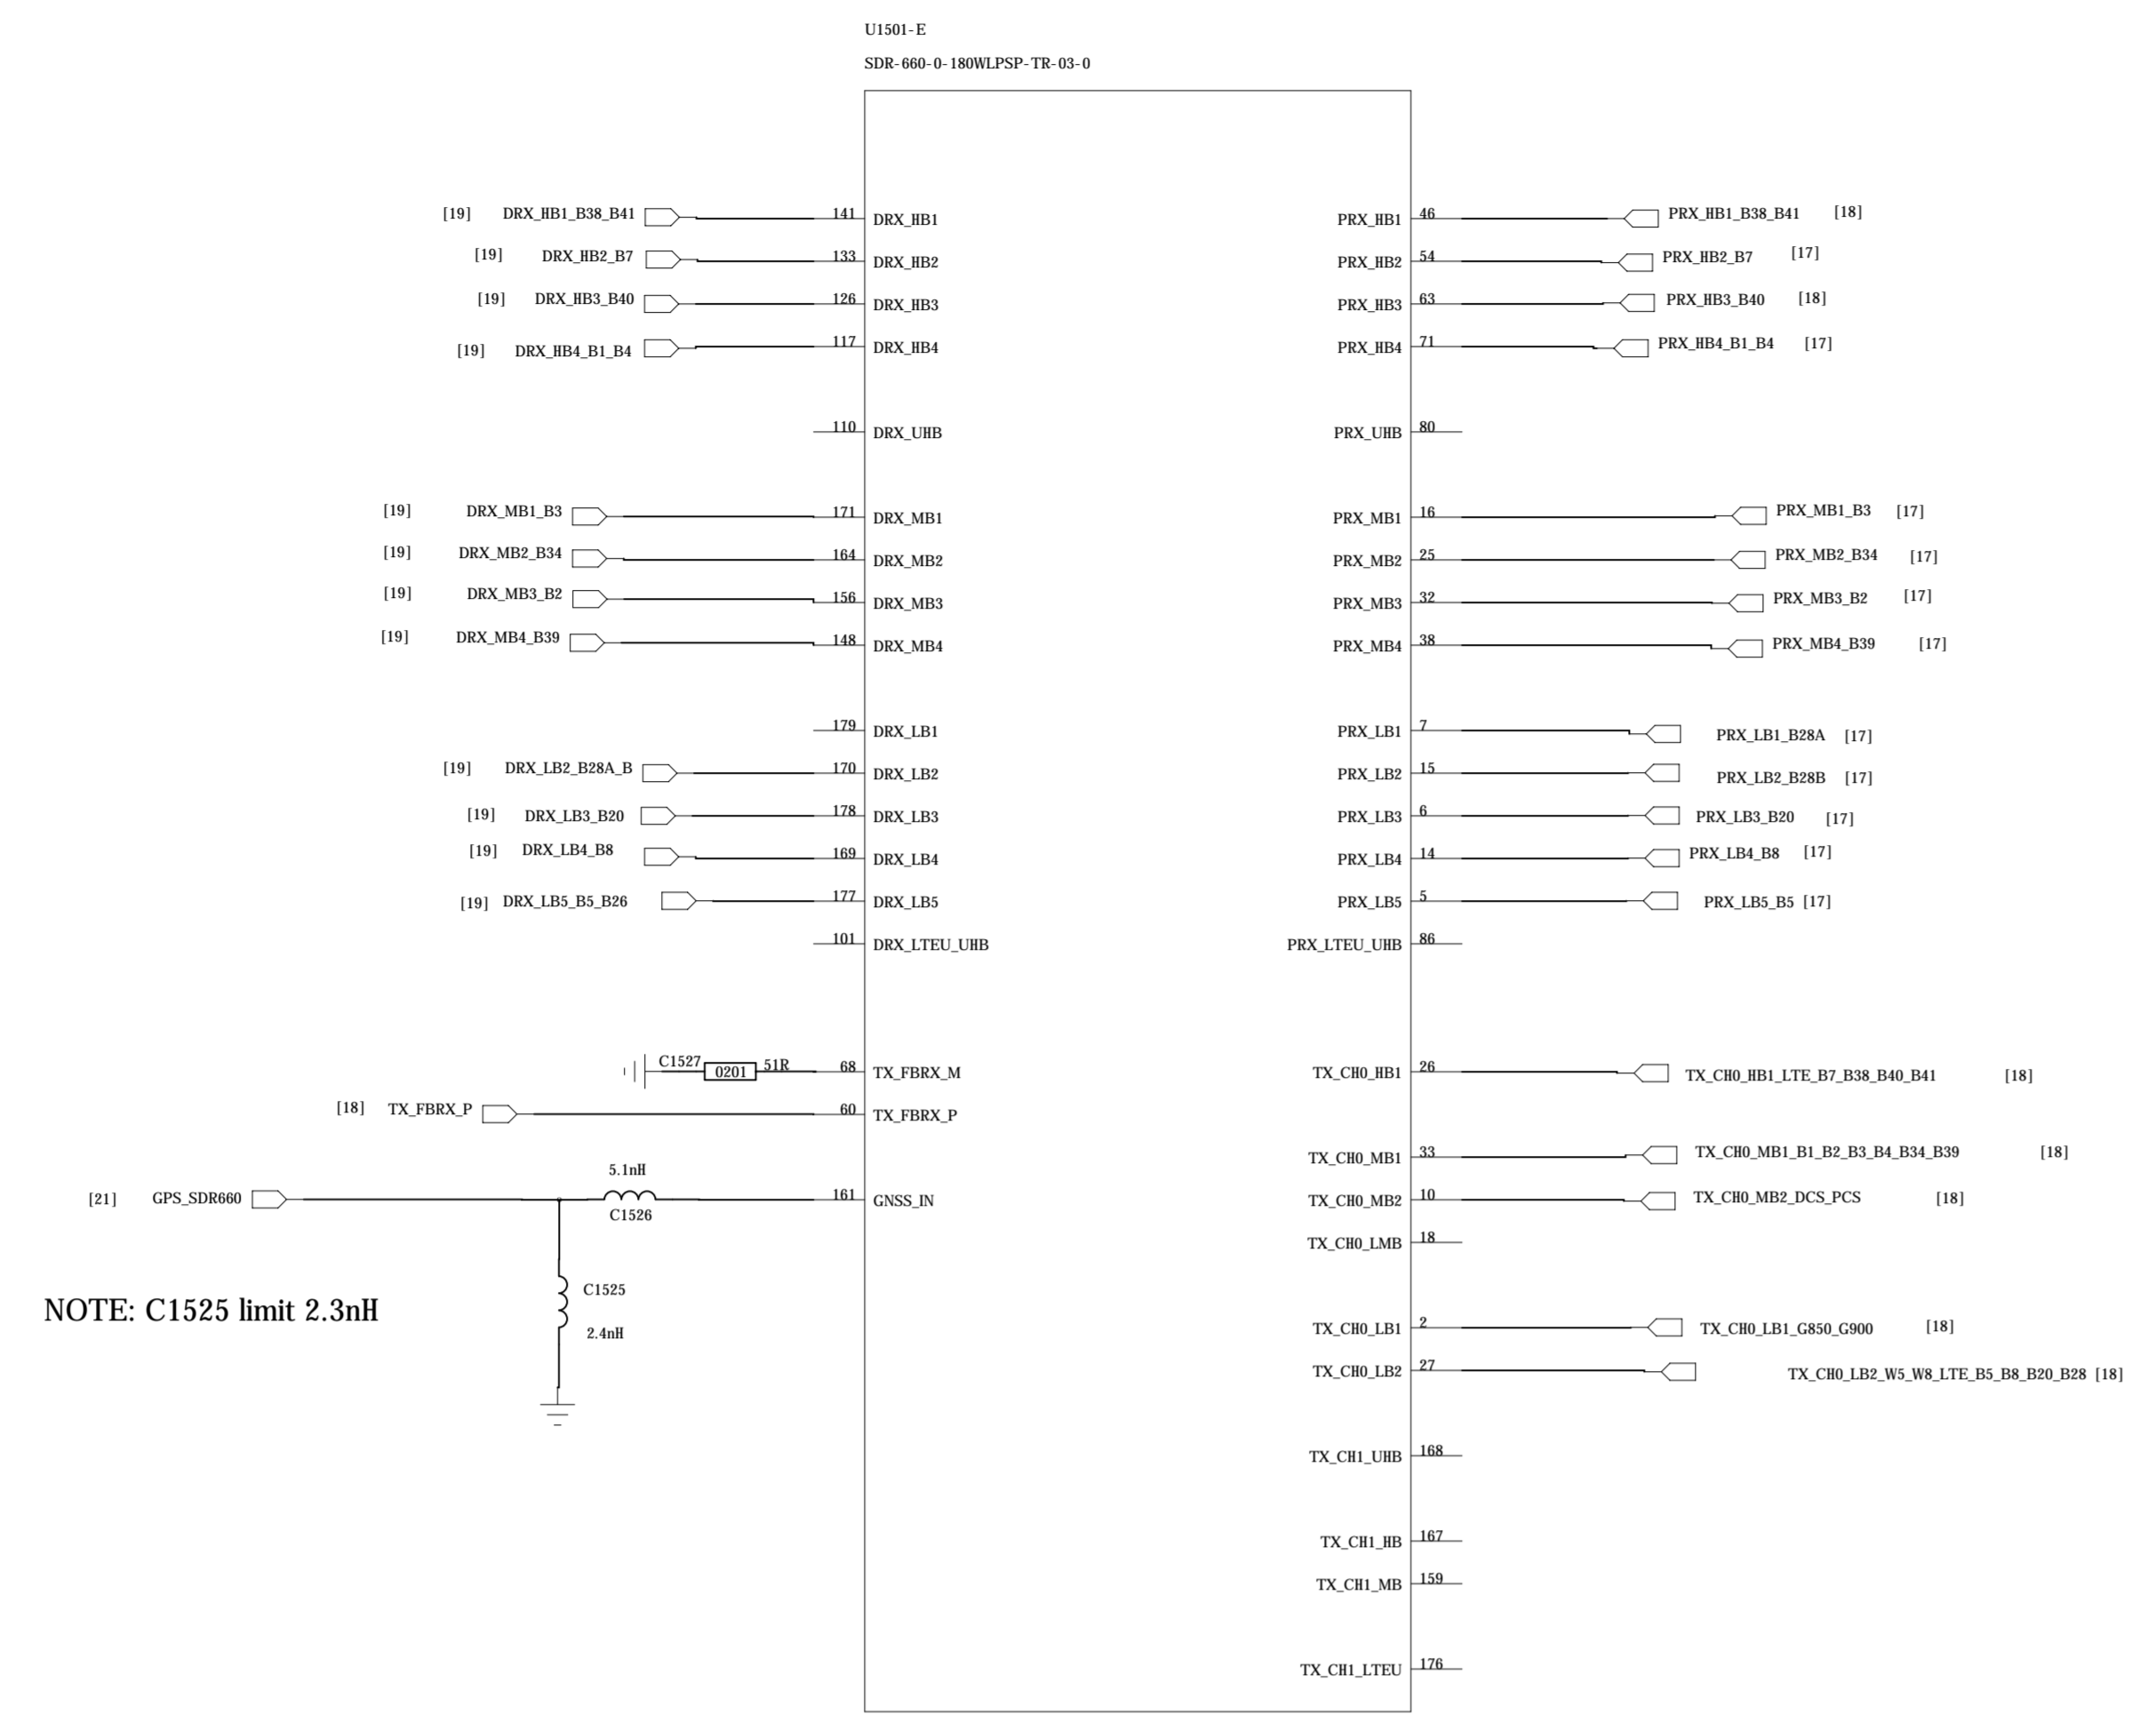 U1501-E
SDR-660-0-180WLPSP-TR-03-0
[19] DRX_HB1_B38_B41 141 DRX_HB1 PRX_HB1 46 PRX_HB1_B38_B41 [18]
[19] DRX_HB2_B7 133 DRX_HB2 PRX_HB2 54 PRX_HB2_B7 [17]
[19] DRX_HB3_B40 126 DRX_HB3 PRX_HB3 63 PRX_HB3_B40 [18]
[19] DRX_HB4_B1_B4 117 DRX_HB4 PRX_HB4 71 PRX_HB4_B1_B4 [17]
110 DRX_UHB PRX_UHB 80
[19] DRX_MB1_B3 171 DRX_MB1 PRX_MB1 16 PRX_MB1_B3 [17]
[19] DRX_MB2_B34 164 DRX_MB2 PRX_MB2 25 PRX_MB2_B34 [17]
[19] DRX_MB3_B2 156 DRX_MB3 PRX_MB3 32 PRX_MB3_B2 [17]
[19] DRX_MB4_B39 148 DRX_MB4 PRX_MB4 38 PRX_MB4_B39 [17]
179 DRX_LB1 PRX_LB1 7 PRX_LB1_B28A [17]
[19] DRX_LB2_B28A_B 170 DRX_LB2 PRX_LB2 15 PRX_LB2_B28B [17]
[19] DRX_LB3_B20 178 DRX_LB3 PRX_LB3 6 PRX_LB3_B20 [17]
[19] DRX_LB4_B8 169 DRX_LB4 PRX_LB4 14 PRX_LB4_B8 [17]
[19] DRX_LB5_B5_B26 177 DRX_LB5 PRX_LB5 5 PRX_LB5_B5 [17]
101 DRX_LTEU_UHB PRX_LTEU_UHB 86
C1527 0201 51R 68 TX_FBRX_M TX_CH0_HB1 26 TX_CH0_HB1_LTE_B7_B38_B40_B41 [18]
[18] TX_FBRX_P 60 TX_FBRX_P
TX_CH0_MB1 33 TX_CH0_MB1_B1_B2_B3_B4_B34_B39 [18]
5.1nH
[21] GPS_SDR660 161 GNSS_IN TX_CH0_MB2 10 TX_CH0_MB2_DCS_PCS [18]
C1526
TX_CH0_LMB 18
C1525
NOTE: C1525 limit 2.3nH
2.4nH
TX_CH0_LB1 2 TX_CH0_LB1_G850_G900 [18]
TX_CH0_LB2 27 TX_CH0_LB2_W5_W8_LTE_B5_B8_B20_B28 [18]
TX_CH1_UHB 168
TX_CH1_HB 167
TX_CH1_MB 159
TX_CH1_LTEU 176